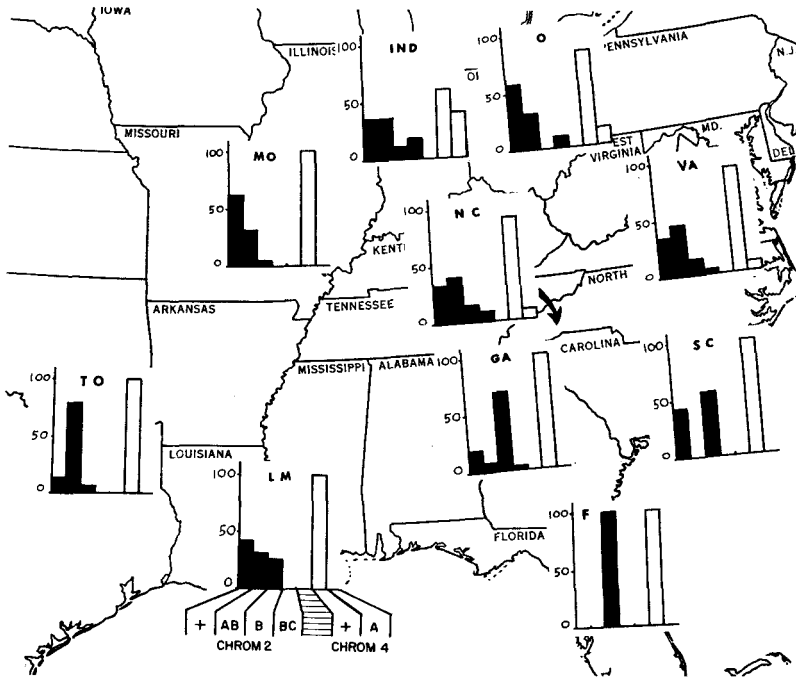 IOWA
ILLINOIS
100
IND
50
0
OI
100
O
50
0
PENNSYLVANIA
N.J
MISSOURI
100
MO
50
0
WEST
VIRGINIA
MD.
DEL
100
VA
50
0
KENT
100
N C
50
0
NORTH
ARKANSAS
TENNESSEE
CAROLINA
MISSISSIPPI
ALABAMA
100
GA
50
0
100
S C
50
0
100
T O
50
0
LOUISIANA
100
L M
50
0
FLORIDA
100
F
50
0
+ AB B BC + A
CHROM 2 CHROM 4